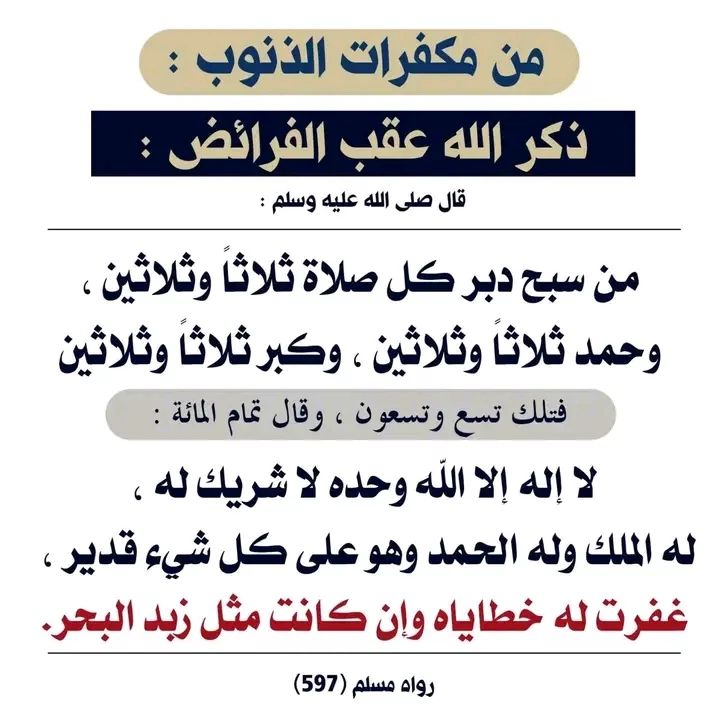 من مكفرات الذنوب :
ذكر الله عقب الفرائض :
قال صلى الله عليه وسلم :
من سبح دبر كل صلاة ثلاثاً وثلاثين ،
وحمد ثلاثاً وثلاثين ، وكبر ثلاثاً وثلاثين
فتلك تسع وتسعون ، وقال تمام المائة :
لا إله إلا الله وحده لا شريك له ،
له الملك وله الحمد وهو على كل شيء قدير ،
غفرت له خطاياه وإن كانت مثل زبد البحر.
رواه مسلم (597)